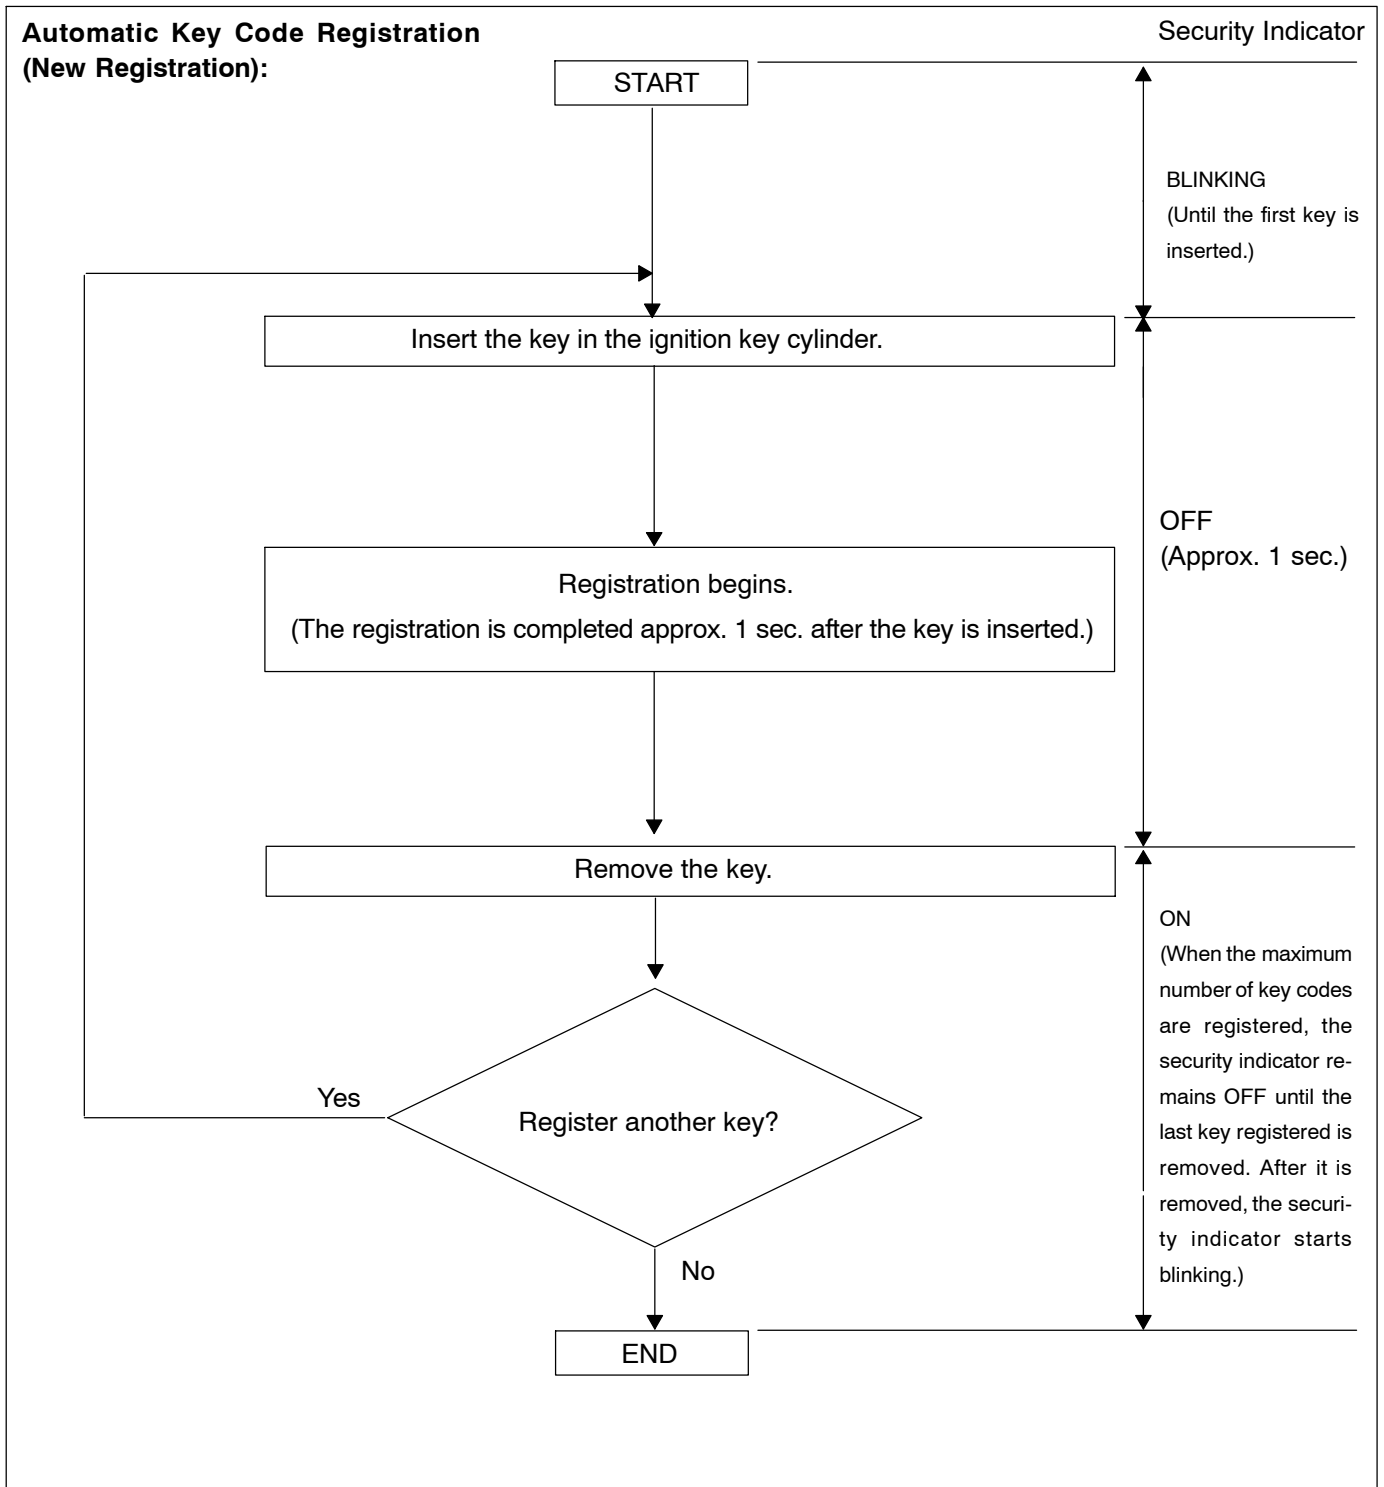 Automatic Key Code Registration
(New Registration):
Security Indicator
START
BLINKING
(Until the first key is
inserted.)
Insert the key in the ignition key cylinder.
OFF
(Approx. 1 sec.)
Registration begins.
(The registration is completed approx. 1 sec. after the key is inserted.)
Remove the key.
ON
(When the maximum
number of key codes
are registered, the
security indicator re-
mains OFF until the
last key registered is
removed. After it is
removed, the securi-
ty indicator starts
blinking.)
Yes
Register another key?
No
END